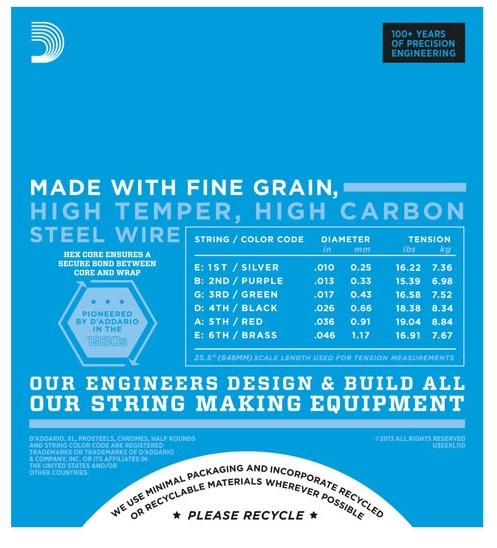 100+ YEARS
OF PRECISION
ENGINEERING
MADE WITH FINE GRAIN,
HIGH TEMPER, HIGH CARBON
STEEL WIRE
HEX CORE ENSURES A
SECURE BOND BETWEEN
CORE AND WRAP
PIONEERED
BY D'ADDARIO
IN THE
1930s
STRING / COLOR CODE DIAMETER TENSION
in mm lbs kg
E: 1ST / SILVER .010 0.25 16.22 7.36
B: 2ND / PURPLE .013 0.33 15.39 6.98
G: 3RD / GREEN .017 0.43 16.58 7.52
D: 4TH / BLACK .026 0.66 18.38 8.34
A: 5TH / RED .036 0.91 19.04 8.84
E: 6TH / BRASS .046 1.17 16.91 7.67
25.5" (648MM) SCALE LENGTH USED FOR TENSION MEASUREMENTS
OUR ENGINEERS DESIGN & BUILD ALL
OUR STRING MAKING EQUIPMENT
D'ADDARIO, XL, PROSTEELS, CHROMES, HALF ROUNDS
AND STRING COLOR CODE ARE REGISTERED
TRADEMARKS OR TRADEMARKS OF D'ADDARIO
& COMPANY, INC. OR ITS AFFILIATES IN
THE UNITED STATES AND/OR
OTHER COUNTRIES.
©2013 ALL RIGHTS RESERVED
U3EEXL110
WE USE MINIMAL PACKAGING AND INCORPORATE RECYCLED
OR RECYCLABLE MATERIALS WHEREVER POSSIBLE
★ PLEASE RECYCLE ★